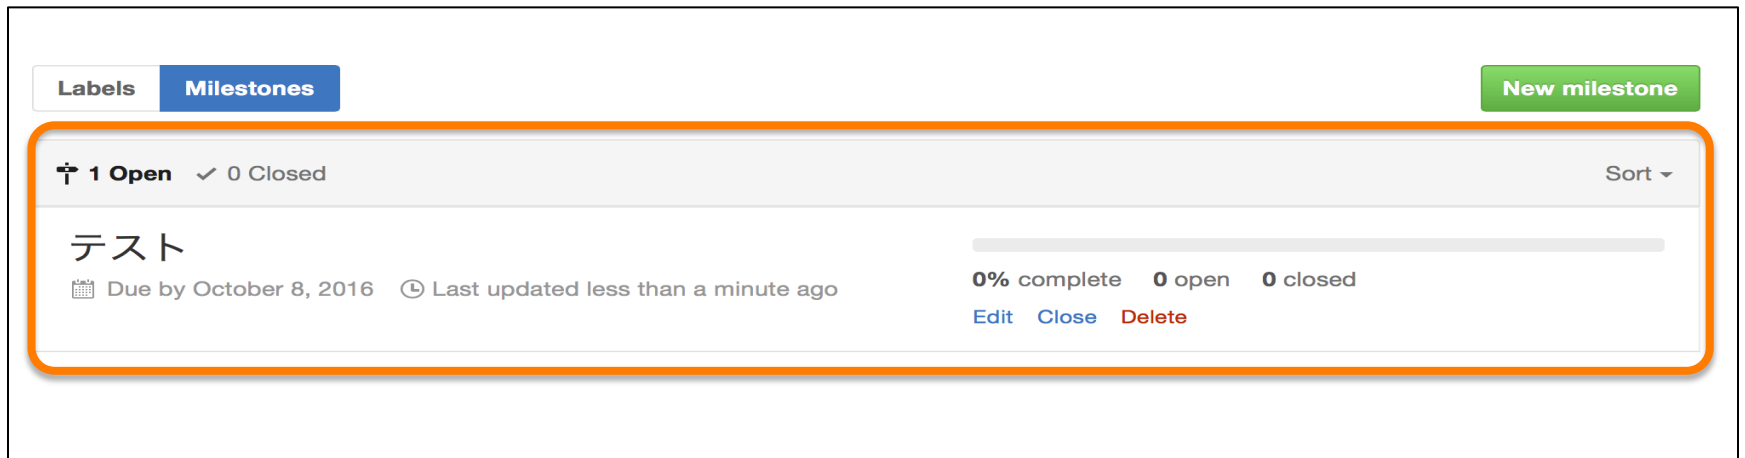 Labels Milestones New milestone
1 Open 0 Closed Sort
テスト
Due by October 8, 2016 Last updated less than a minute ago
0% complete 0 open 0 closed
Edit Close Delete